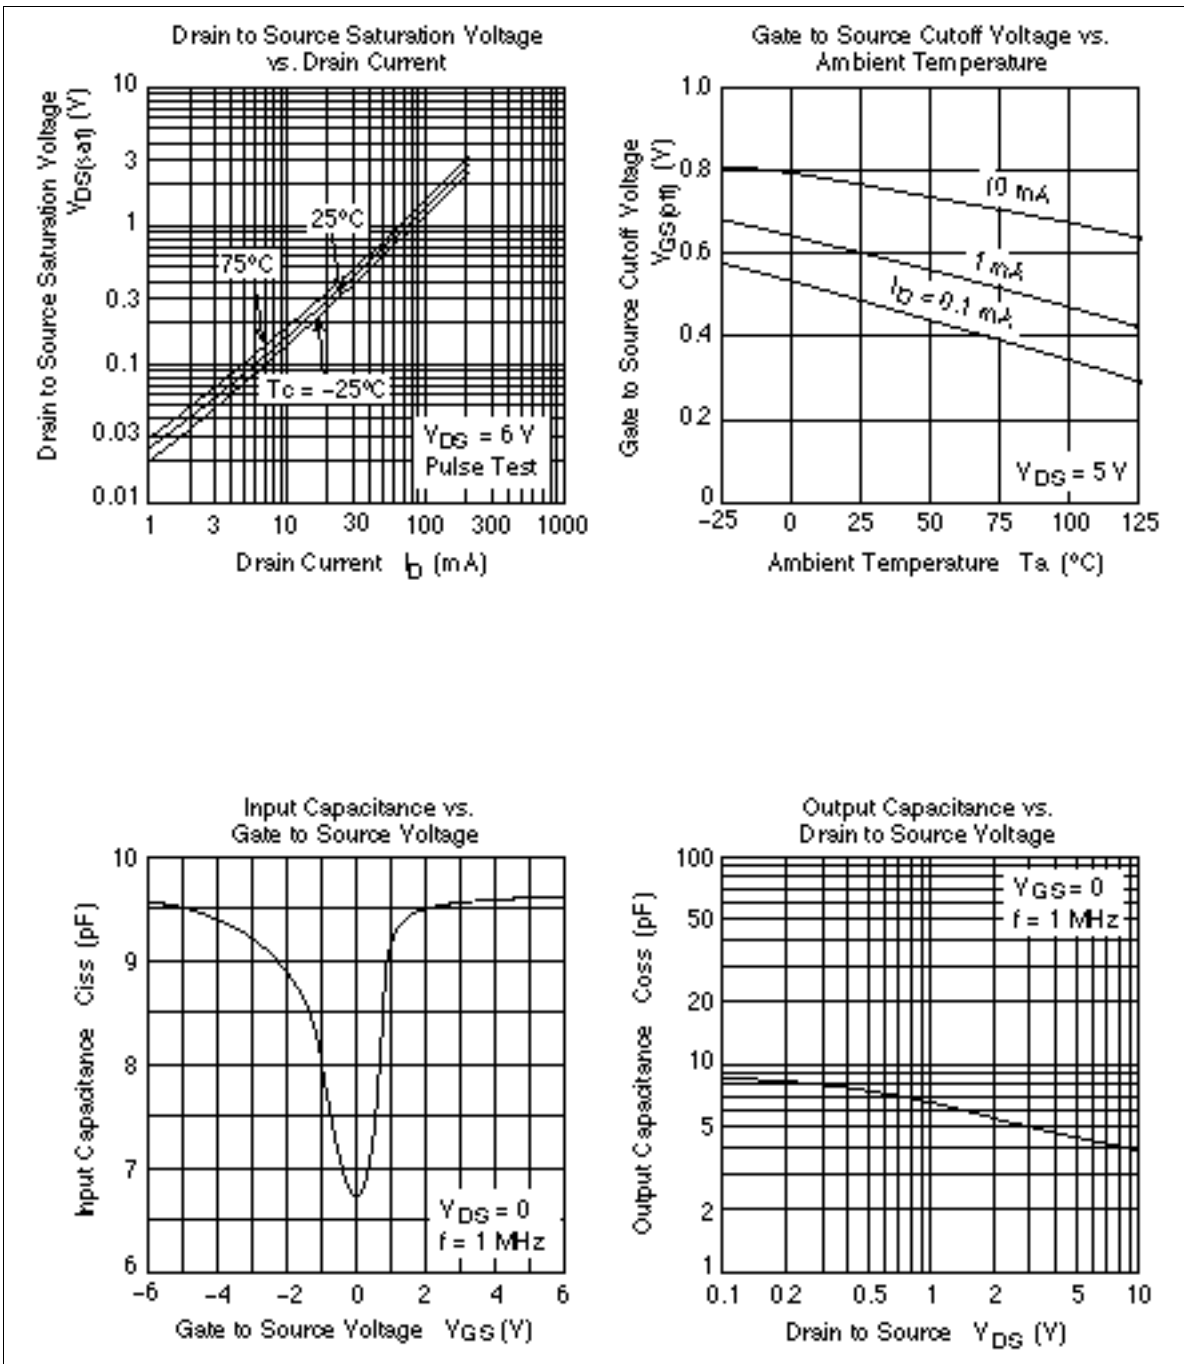 Drain to Source Saturation Voltage
vs. Drain Current
Drain to Source Saturation Voltage
VDS(sat) (V)
10
3
1
0.3
0.1
0.03
0.01
25°C
75°C
Tc = −25°C
VDS = 6 V
Pulse Test
1 3 10 30 100 300 1000
Drain Current ID (mA)
Gate to Source Cutoff Voltage vs.
Ambient Temperature
Gate to Source Cutoff Voltage
VGS(off) (V)
1.0
0.8
0.6
0.4
0.2
0
10 mA
1 mA
ID = 0.1 mA
VDS = 5 V
−25 0 25 50 75 100 125
Ambient Temperature Ta (°C)
Input Capacitance vs.
Gate to Source Voltage
Input Capacitance Ciss (pF)
10
9
8
7
6
VDS = 0
f = 1 MHz
−6 −4 −2 0 2 4 6
Gate to Source Voltage VGS (V)
Output Capacitance vs.
Drain to Source Voltage
Output Capacitance Coss (pF)
100
50
20
10
5
2
1
VGS = 0
f = 1 MHz
0.1 0.2 0.5 1 2 5 10
Drain to Source VDS (V)